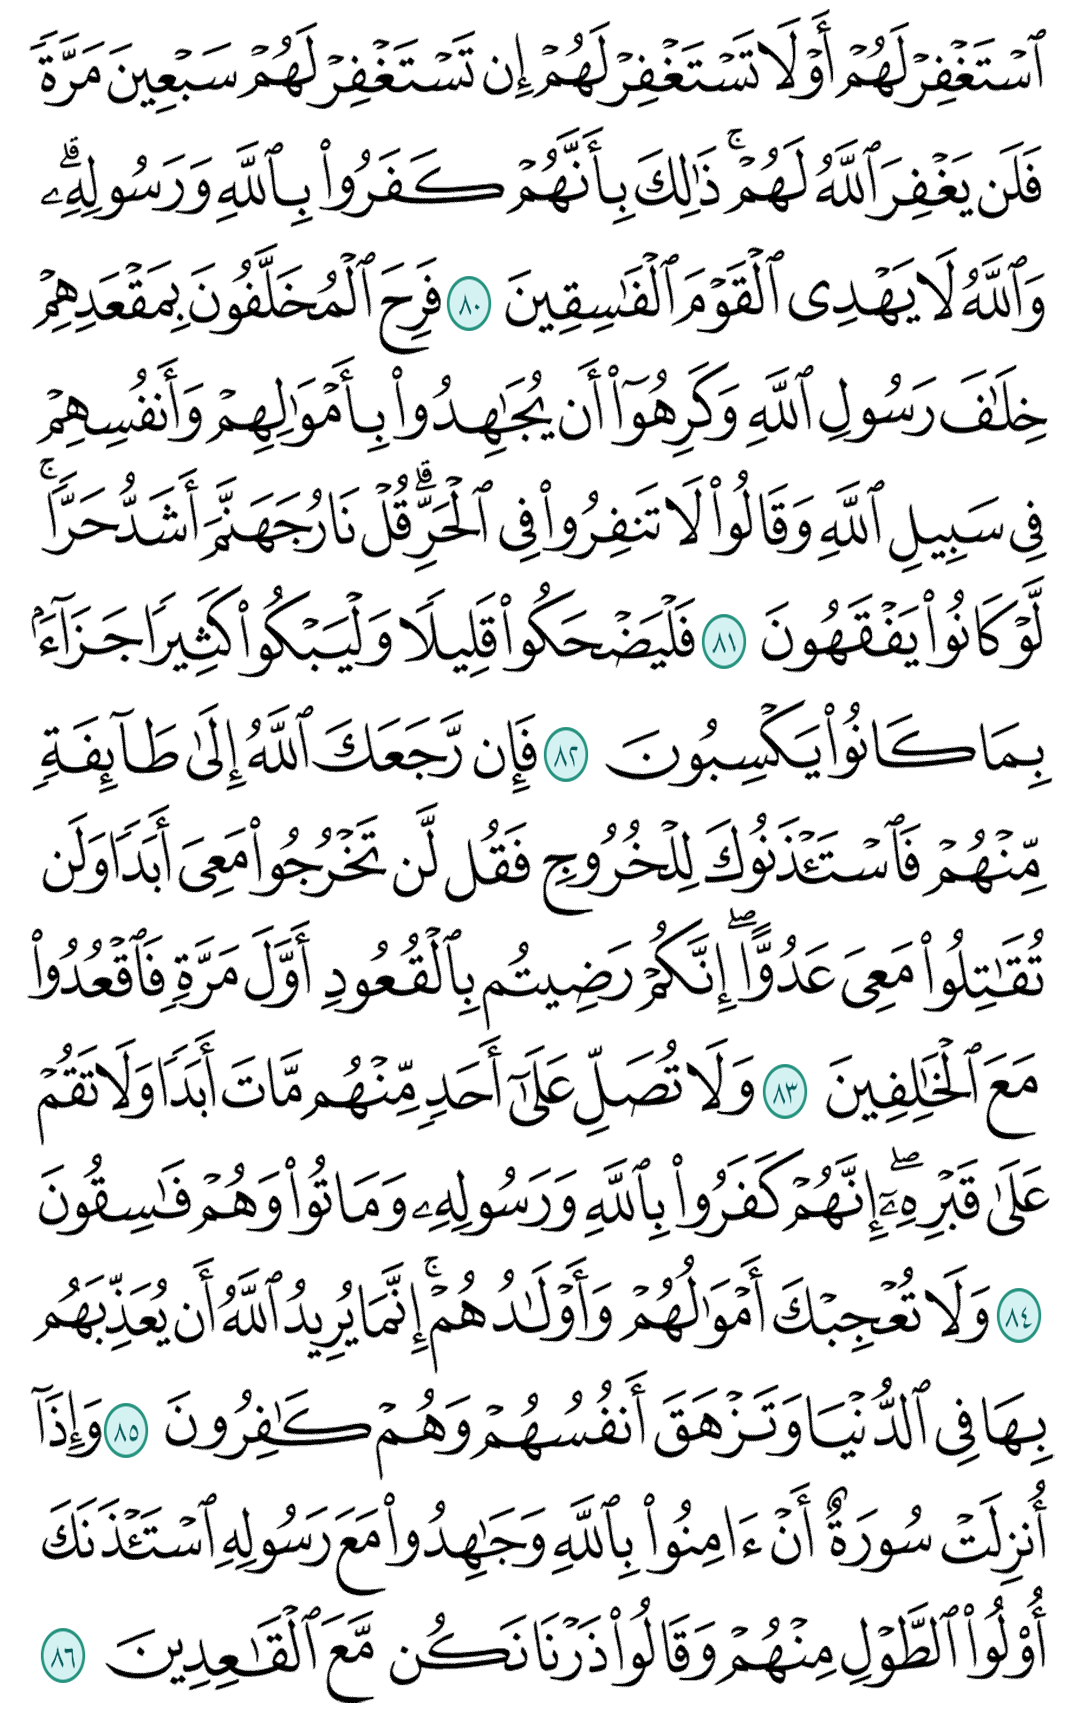 ٱسۡتَغۡفِرۡ لَهُمۡ أَوۡ لَا تَسۡتَغۡفِرۡ لَهُمۡ إِن تَسۡتَغۡفِرۡ لَهُمۡ سَبۡعِينَ مَرَّةٗ
فَلَن يَغۡفِرَ ٱللَّهُ لَهُمۡۚ ذَٰلِكَ بِأَنَّهُمۡ كَفَرُواْ بِٱللَّهِ وَرَسُولِهِۦۗ
وَٱللَّهُ لَا يَهۡدِي ٱلۡقَوۡمَ ٱلۡفَٰسِقِينَ ٨٠ فَرِحَ ٱلۡمُخَلَّفُونَ بِمَقۡعَدِهِمۡ
خِلَٰفَ رَسُولِ ٱللَّهِ وَكَرِهُوٓاْ أَن يُجَٰهِدُواْ بِأَمۡوَٰلِهِمۡ وَأَنفُسِهِمۡ
فِي سَبِيلِ ٱللَّهِ وَقَالُواْ لَا تَنفِرُواْ فِي ٱلۡحَرِّۗ قُلۡ نَارُ جَهَنَّمَ أَشَدُّ حَرّٗاۚ
لَّوۡ كَانُواْ يَفۡقَهُونَ ٨١ فَلۡيَضۡحَكُواْ قَلِيلٗا وَلۡيَبۡكُواْ كَثِيرٗا جَزَآءَۢ
بِمَا كَانُواْ يَكۡسِبُونَ ٨٢ فَإِن رَّجَعَكَ ٱللَّهُ إِلَىٰ طَآئِفَةٖ
مِّنۡهُمۡ فَٱسۡتَـٔۡذَنُوكَ لِلۡخُرُوجِ فَقُل لَّن تَخۡرُجُواْ مَعِيَ أَبَدٗا وَلَن
تُقَٰتِلُواْ مَعِيَ عَدُوًّاۖ إِنَّكُمۡ رَضِيتُم بِٱلۡقُعُودِ أَوَّلَ مَرَّةٖ فَٱقۡعُدُواْ
مَعَ ٱلۡخَٰلِفِينَ ٨٣ وَلَا تُصَلِّ عَلَىٰٓ أَحَدٖ مِّنۡهُم مَّاتَ أَبَدٗا وَلَا تَقُمۡ
عَلَىٰ قَبۡرِهِۦٓۖ إِنَّهُمۡ كَفَرُواْ بِٱللَّهِ وَرَسُولِهِۦ وَمَاتُواْ وَهُمۡ فَٰسِقُونَ
٨٤ وَلَا تُعۡجِبۡكَ أَمۡوَٰلُهُمۡ وَأَوۡلَٰدُهُمۡۚ إِنَّمَا يُرِيدُ ٱللَّهُ أَن يُعَذِّبَهُم
بِهَا فِي ٱلدُّنۡيَا وَتَزۡهَقَ أَنفُسُهُمۡ وَهُمۡ كَٰفِرُونَ ٨٥ وَإِذَآ
أُنزِلَتۡ سُورَةٌ أَنۡ ءَامِنُواْ بِٱللَّهِ وَجَٰهِدُواْ مَعَ رَسُولِهِ ٱسۡتَـٔۡذَنَكَ
أُوْلُواْ ٱلطَّوۡلِ مِنۡهُمۡ وَقَالُواْ ذَرۡنَا نَكُن مَّعَ ٱلۡقَٰعِدِينَ ٨٦